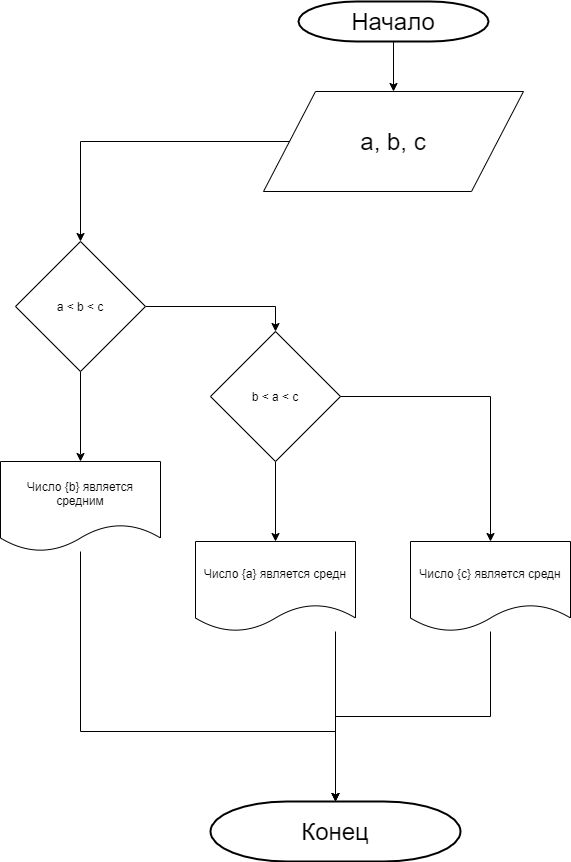 Начало
a, b, c
a < b < c
b < a < c
Число {b} является
средним
Число {a} является средн
Число {c} является средн
Конец